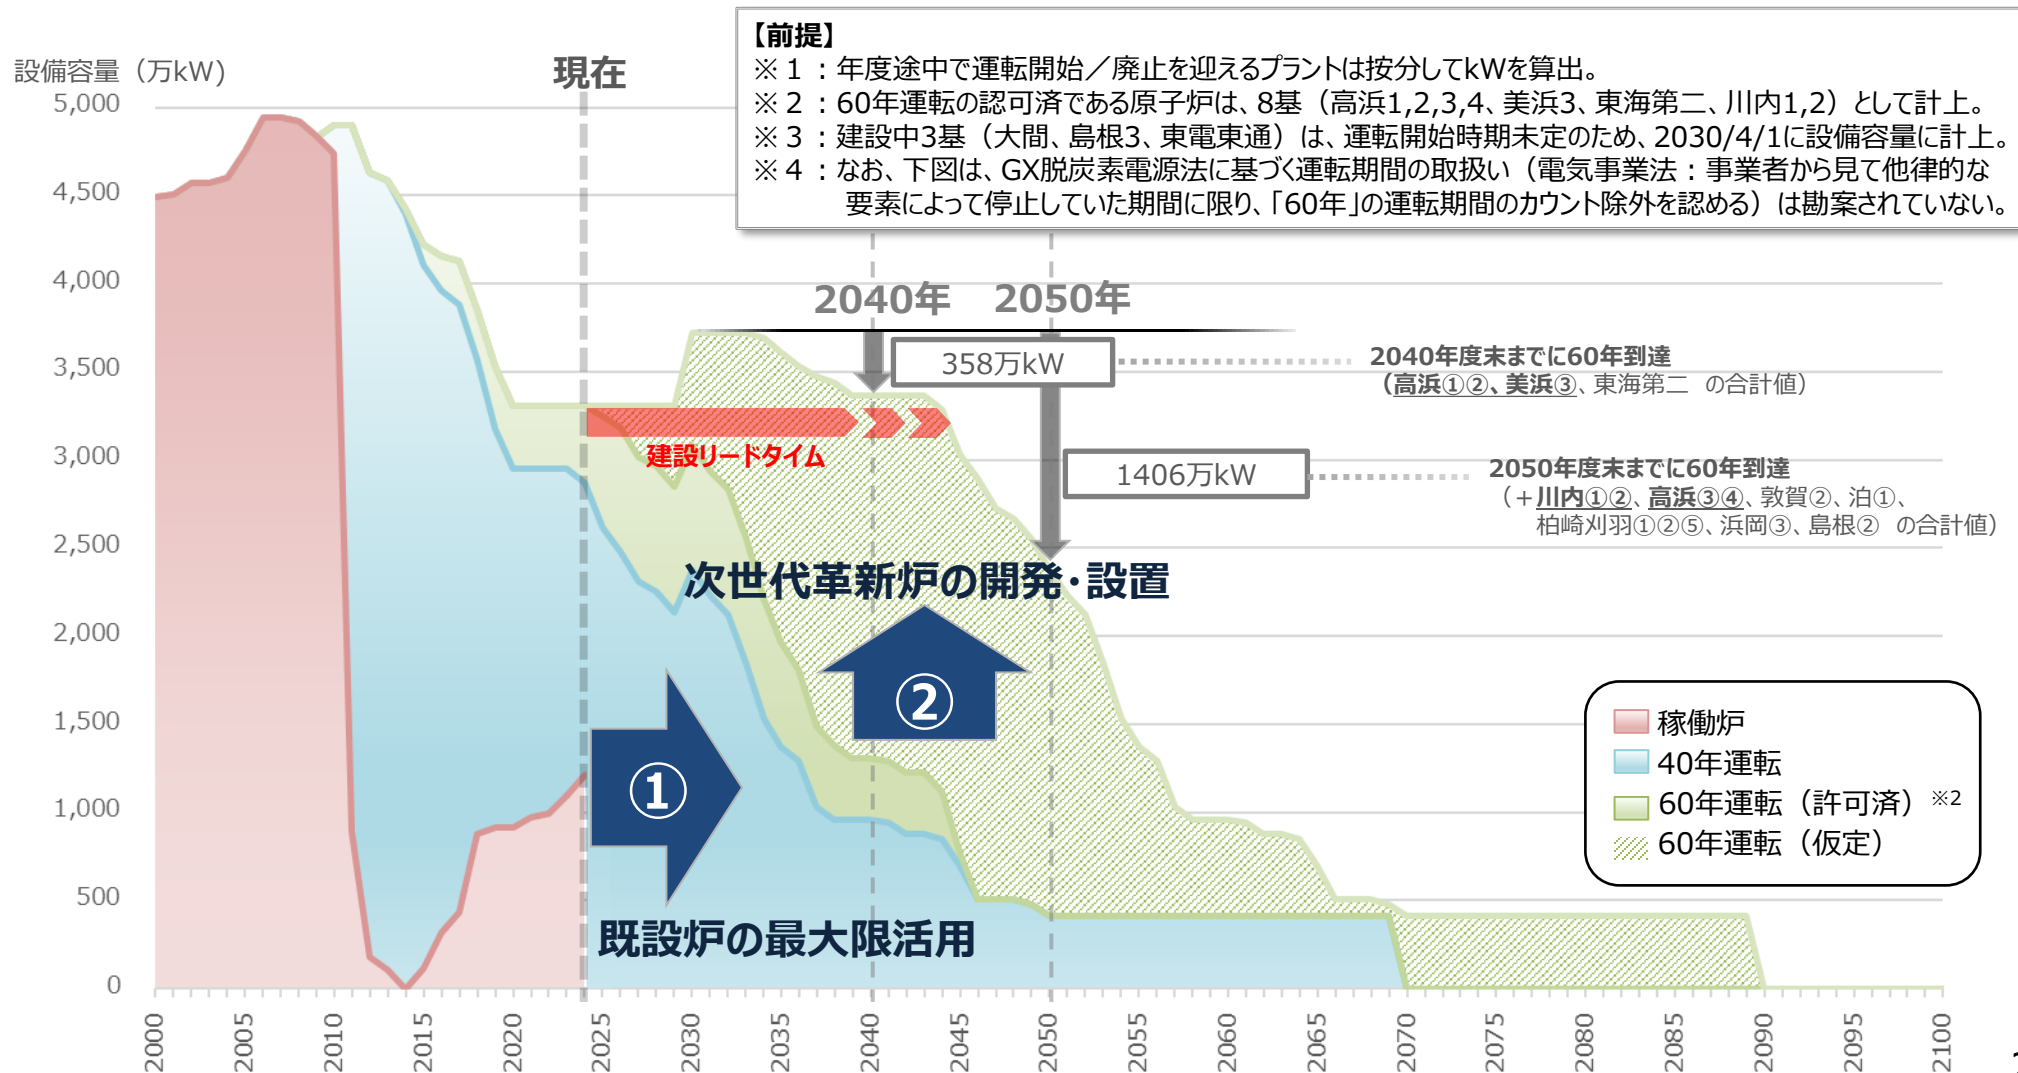 【前提】
※１：年度途中で運転開始／廃止を迎えるプラントは按分してkWを算出。
※２：60年運転の認可済である原子炉は、8基（高浜1,2,3,4、美浜3、東海第二、川内1,2）として計上。
※３：建設中3基（大間、島根3、東電東通）は、運転開始時期未定のため、2030/4/1に設備容量に計上。
※４：なお、下図は、GX脱炭素電源法に基づく運転期間の取扱い（電気事業法：事業者から見て他律的な
要素によって停止していた期間に限り、「60年」の運転期間のカウント除外を認める）は勘案されていない。
設備容量（万kW）
現在
5,000
4,500
4,000
3,500
3,000
2,500
2,000
1,500
1,000
500
0
2040年 2050年
358万kW
2040年度末までに60年到達
（高浜①②、美浜③、東海第二 の合計値）
建設リードタイム
1406万kW
2050年度末までに60年到達
（＋川内①②、高浜③④、敦賀②、泊①、
柏崎刈羽①②⑤、浜岡③、島根② の合計値）
次世代革新炉の開発・設置
②
①
既設炉の最大限活用
稼働炉
40年運転
60年運転（許可済）※2
60年運転（仮定）
2000
2005
2010
2015
2020
2025
2030
2035
2040
2045
2050
2055
2060
2065
2070
2075
2080
2085
2090
2095
2100